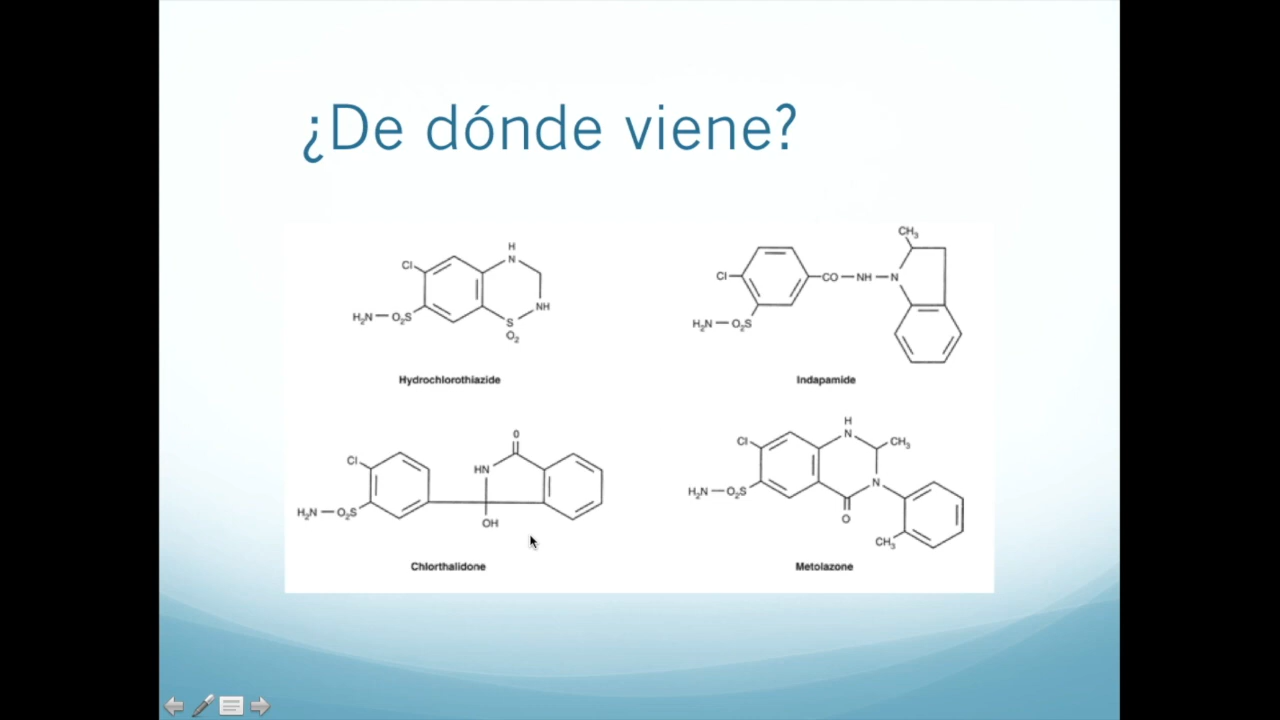 ¿De dónde viene?
H
N
Cl
NH
H₂N — O₂S
S
O₂
Hydrochlorothiazide
CH₃
Cl
CO — NH — N
H₂N — O₂S
Indapamide
O
Cl
HN
H₂N — O₂S
OH
Chlorthalidone
H
N
Cl
CH₃
N
H₂N — O₂S
O
CH₃
Metolazone